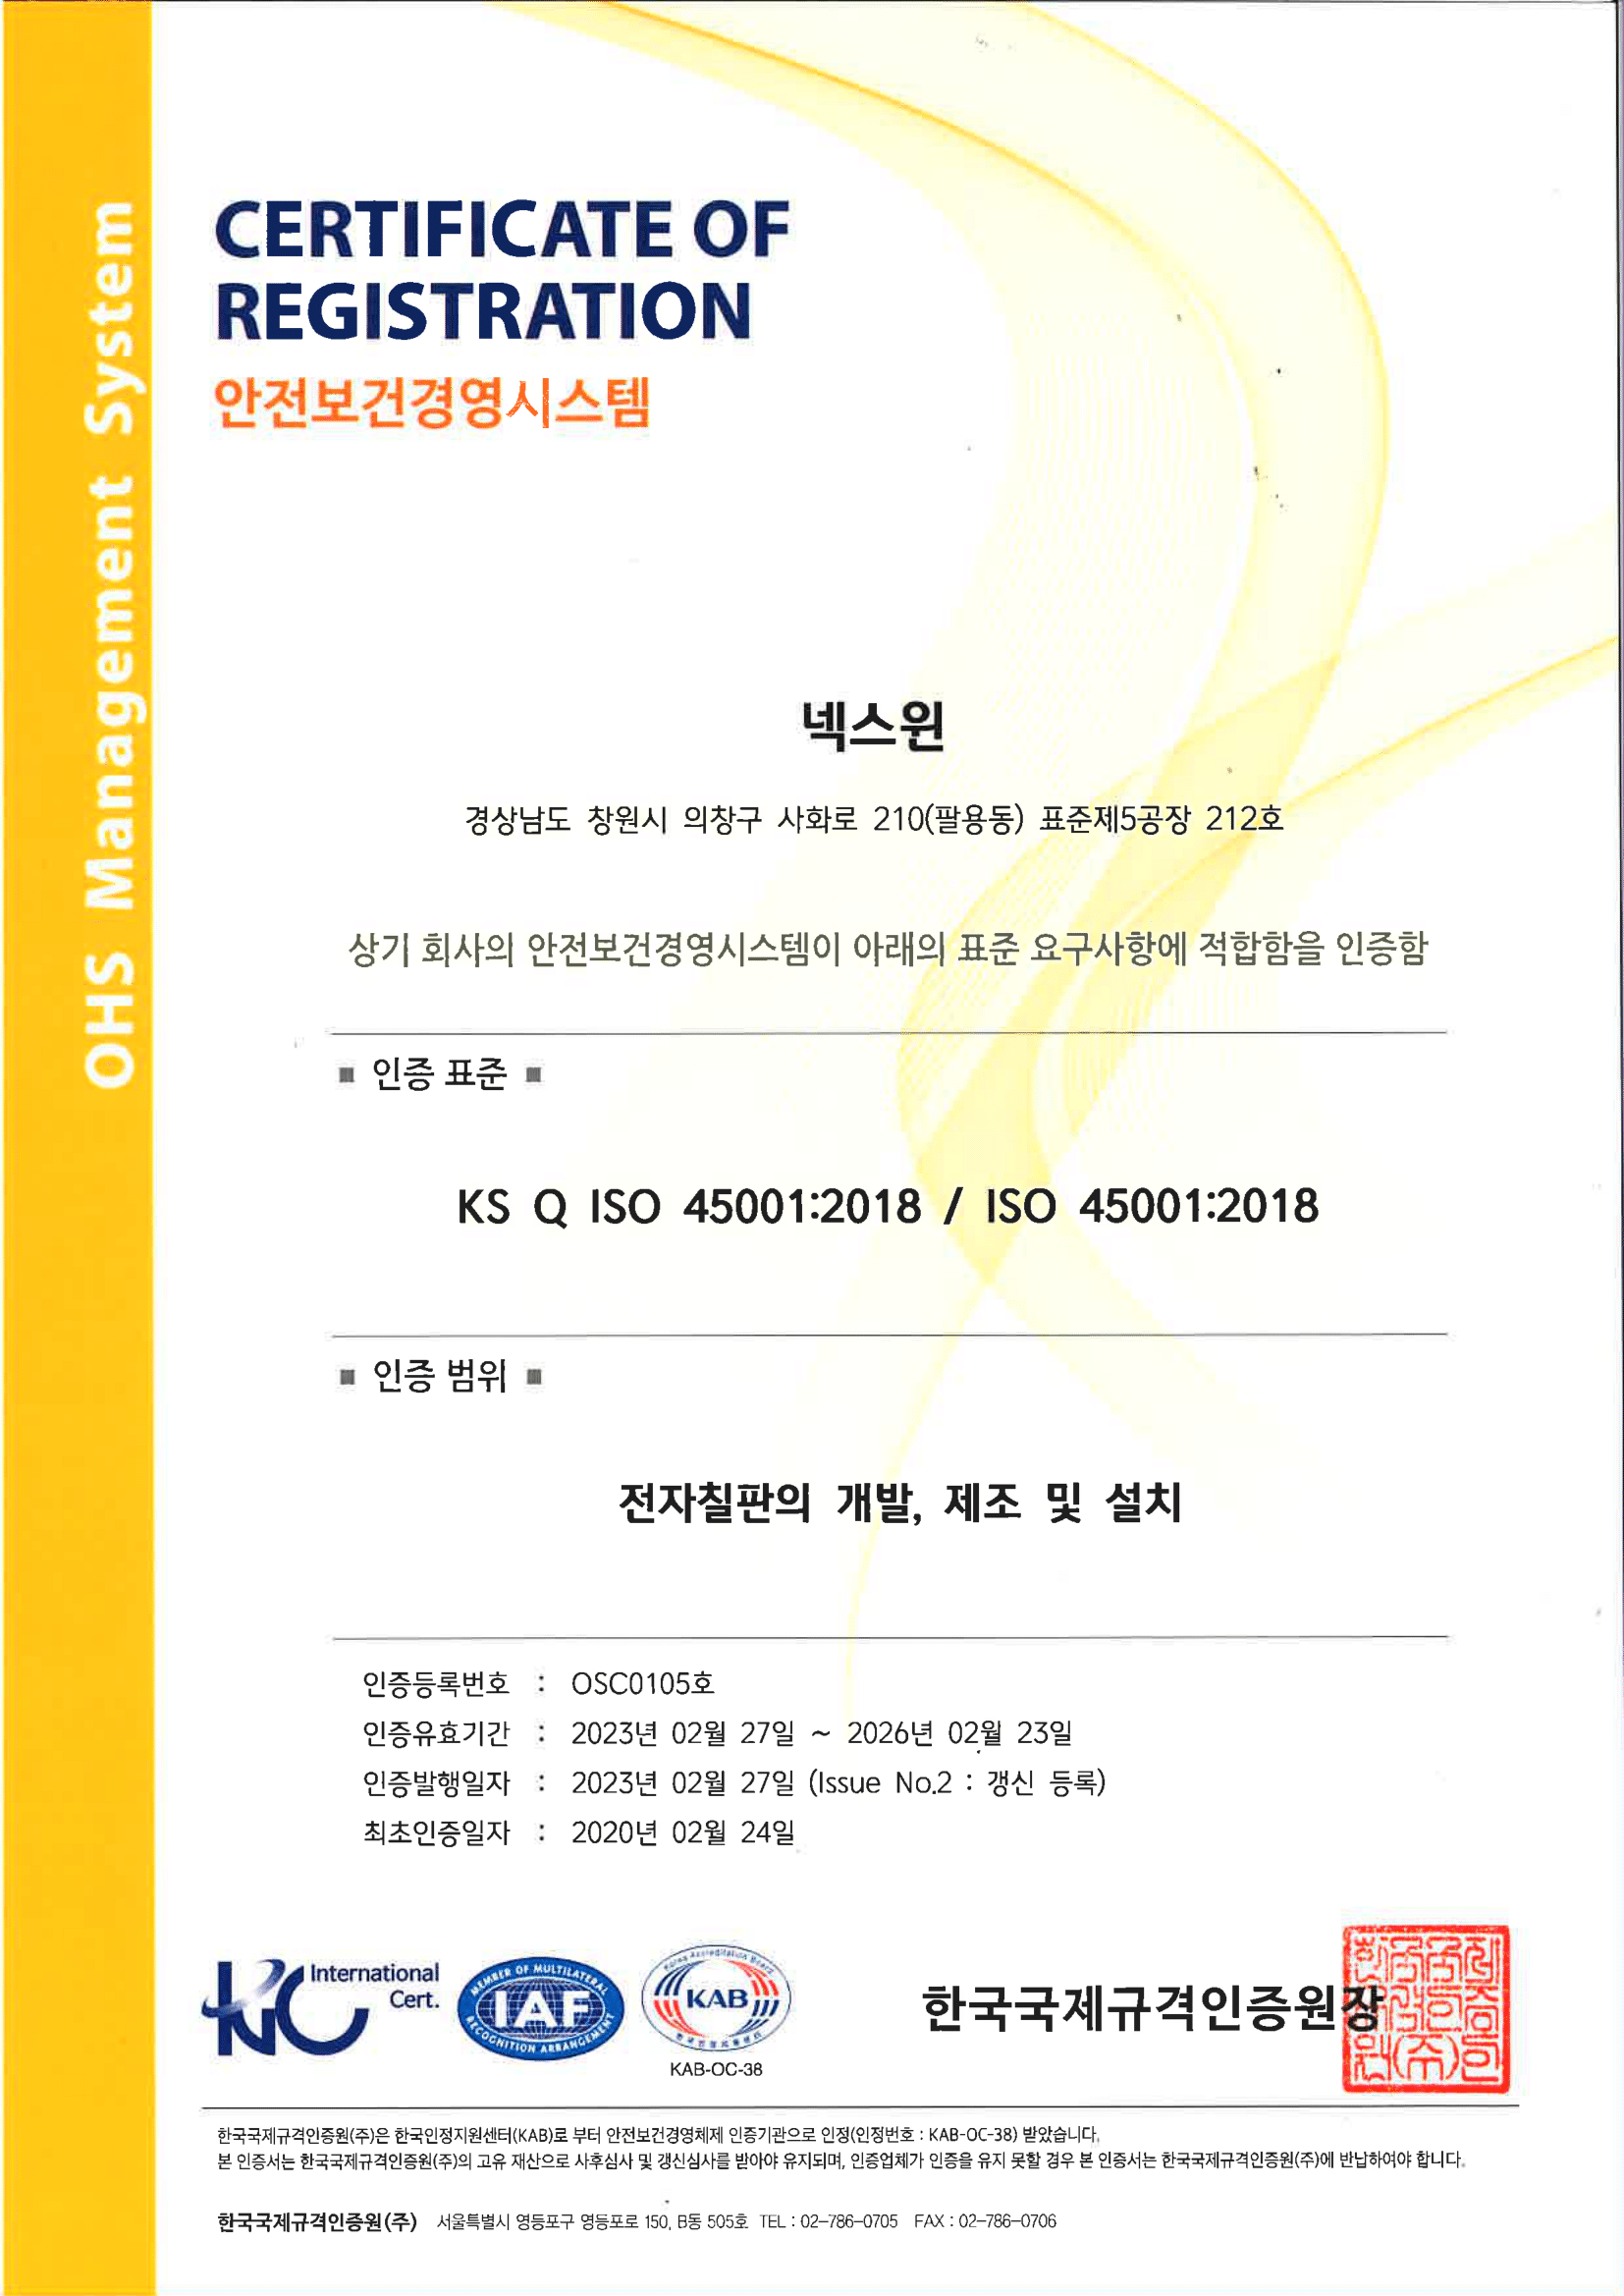 OHS Management System
CERTIFICATE OF
REGISTRATION
안전보건경영시스템
넥스윈
경상남도 창원시 의창구 사화로 210(팔용동) 표준제5공장 212호
상기 회사의 안전보건경영시스템이 아래의 표준 요구사항에 적합함을 인증함
■ 인증 표준 ■
KS Q ISO 45001:2018 / ISO 45001:2018
■ 인증 범위 ■
전자칠판의 개발, 제조 및 설치
인증등록번호 : OSC0105호
인증유효기간 : 2023년 02월 27일 ~ 2026년 02월 23일
인증발행일자 : 2023년 02월 27일 (Issue No.2 : 갱신 등록)
최초인증일자 : 2020년 02월 24일
International
Cert.
MEMBER OF MULTILATERAL
IAF
RECOGNITION ARRANGEMENT
Korea Accreditation Board
KAB
KAB-OC-38
한국국제규격인증원장
한국국제규격인증원(주)은 한국인정지원센터(KAB)로 부터 안전보건경영체제 인증기관으로 인정(인정번호 : KAB-OC-38) 받았습니다.
본 인증서는 한국국제규격인증원(주)의 고유 재산으로 사후심사 및 갱신심사를 받아야 유지되며, 인증업체가 인증을 유지 못할 경우 본 인증서는 한국국제규격인증원(주)에 반납하여야 합니다.
한국국제규격인증원(주) 서울특별시 영등포구 영등포로 150, B동 505호 TEL : 02-786-0705 FAX : 02-786-0706